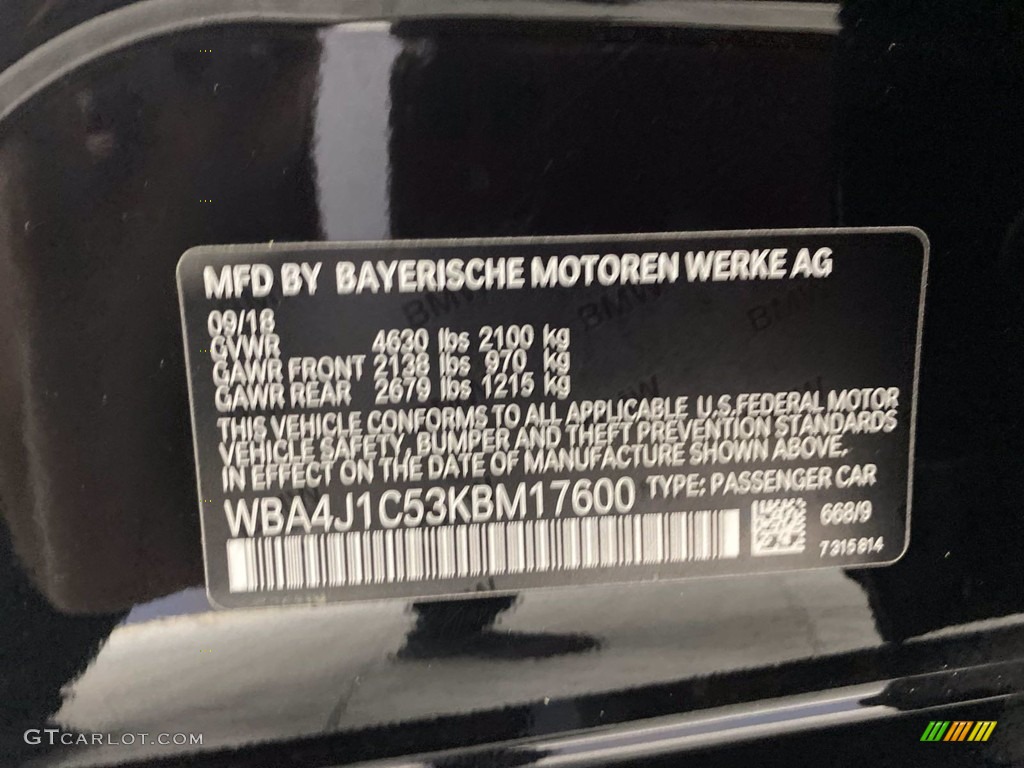 MFD BY BAYERISCHE MOTOREN WERKE AG
09/18
GVWR 4630 lbs 2100 kg
GAWR FRONT 2138 lbs 970 kg
GAWR REAR 2679 lbs 1215 kg
THIS VEHICLE CONFORMS TO ALL APPLICABLE U.S.FEDERAL MOTOR
VEHICLE SAFETY, BUMPER AND THEFT PREVENTION STANDARDS
IN EFFECT ON THE DATE OF MANUFACTURE SHOWN ABOVE.
WBA4J1C53KBM17600 TYPE: PASSENGER CAR
668/9
7315814
GTCARLOT.COM